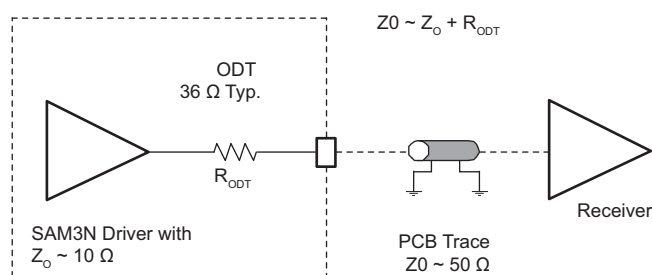 Z0 ~ Z_O + R_ODT
ODT
36 Ω Typ.
R_ODT
SAM3N Driver with
Z_O ~ 10 Ω
PCB Trace
Z0 ~ 50 Ω
Receiver